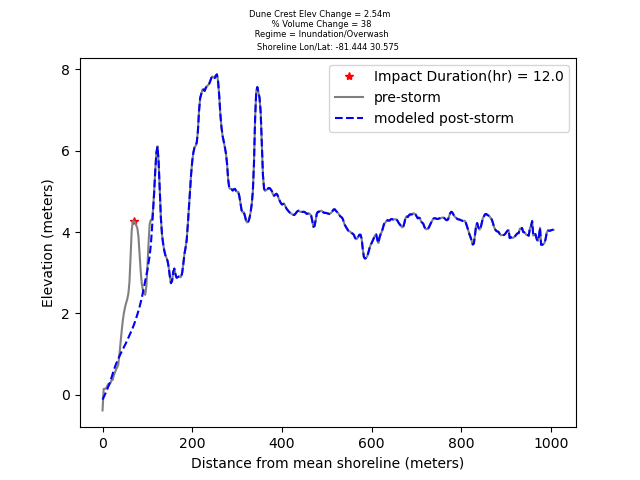 Dune Crest Elev Change = 2.54m
% Volume Change = 38
Regime = Inundation/Overwash
Shoreline Lon/Lat: -81.444 30.575
Impact Duration(hr) = 12.0
pre-storm
modeled post-storm
Elevation (meters)
8
6
4
2
0
0 200 400 600 800 1000
Distance from mean shoreline (meters)